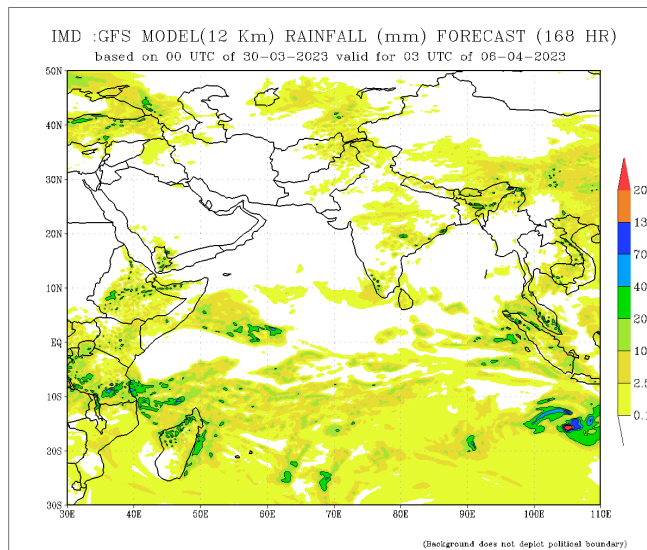 IMD :GFS MODEL(12 Km) RAINFALL (mm) FORECAST (168 HR)
based on 00 UTC of 30-03-2023 valid for 03 UTC of 06-04-2023
50N
40N
30N
20N
10N
EQ
10S
20S
30S
30E 40E 50E 60E 70E 80E 90E 100E 110E
20
13
70
40
20
10
2.5
0.1
(Background does not depict political boundary)